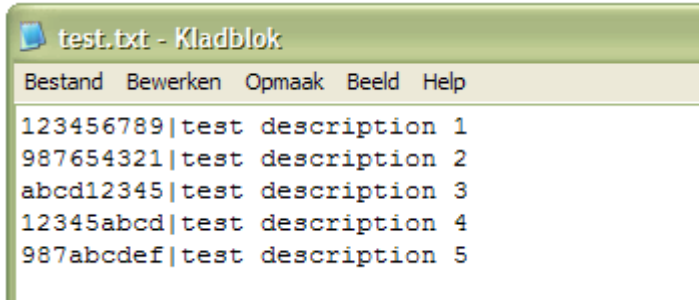 test.txt - Kladblok
Bestand Bewerken Opmaak Beeld Help
123456789|test description 1
987654321|test description 2
abcd12345|test description 3
12345abcd|test description 4
987abcdef|test description 5